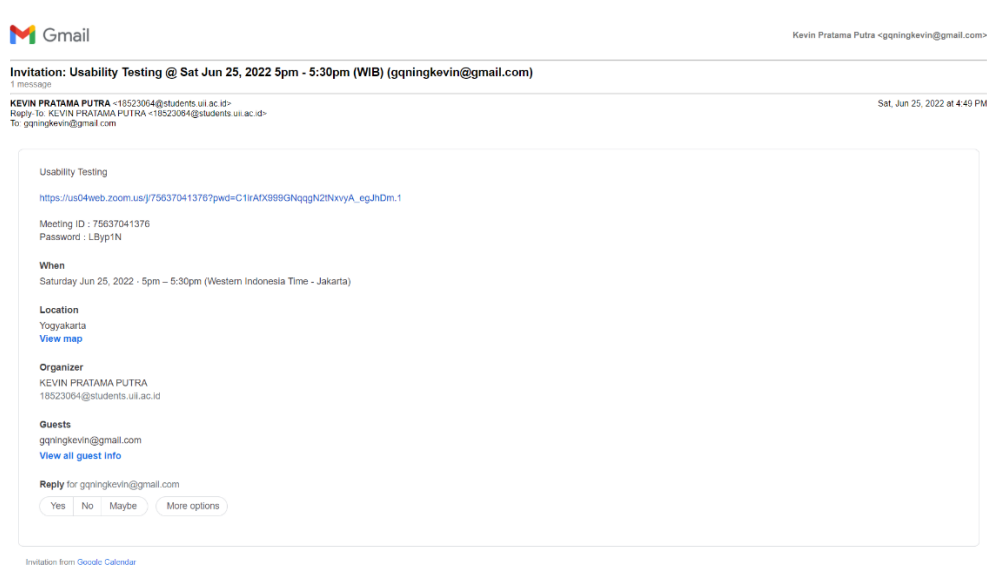 Gmail
Kevin Pratama Putra <gqningkevin@gmail.com>
Invitation: Usability Testing @ Sat Jun 25, 2022 5pm - 5:30pm (WIB) (gqningkevin@gmail.com)
1 message
KEVIN PRATAMA PUTRA <18523064@students.uii.ac.id>
Sat, Jun 25, 2022 at 4:49 PM
Reply-To: KEVIN PRATAMA PUTRA <18523064@students.uii.ac.id>
To: gqningkevin@gmail.com
Usability Testing
https://us04web.zoom.us/j/75637041376?pwd=C1lrAfX999GNqqgN2tNxvyA_egJhDm.1
Meeting ID : 75637041376
Password : LByp1N
When
Saturday Jun 25, 2022 · 5pm – 5:30pm (Western Indonesia Time - Jakarta)
Location
Yogyakarta
View map
Organizer
KEVIN PRATAMA PUTRA
18523064@students.uii.ac.id
Guests
gqningkevin@gmail.com
View all guest info
Reply for gqningkevin@gmail.com
Yes No Maybe More options
Invitation from Google Calendar